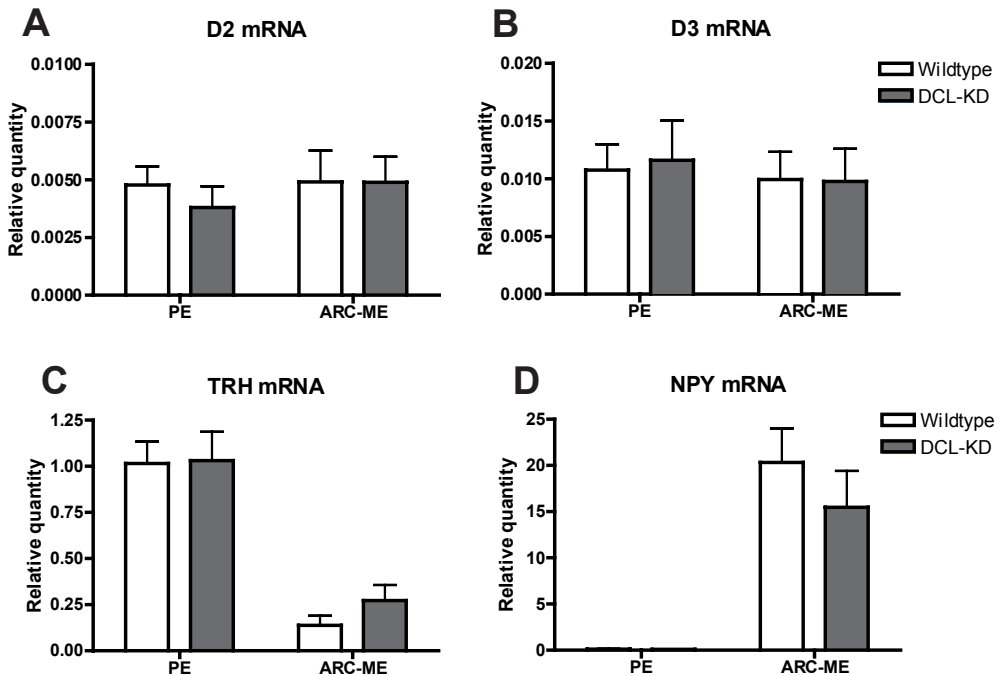 A
D2 mRNA
Relative quantity
0.0100
0.0075
0.0050
0.0025
0.0000
PE
ARC-ME
B
D3 mRNA
Relative quantity
0.020
0.015
0.010
0.005
0.000
PE
ARC-ME
Wildtype
DCL-KD
C
TRH mRNA
Relative quantity
1.25
1.00
0.75
0.50
0.25
0.00
PE
ARC-ME
D
NPY mRNA
Relative quantity
25
20
15
10
5
0
PE
ARC-ME
Wildtype
DCL-KD